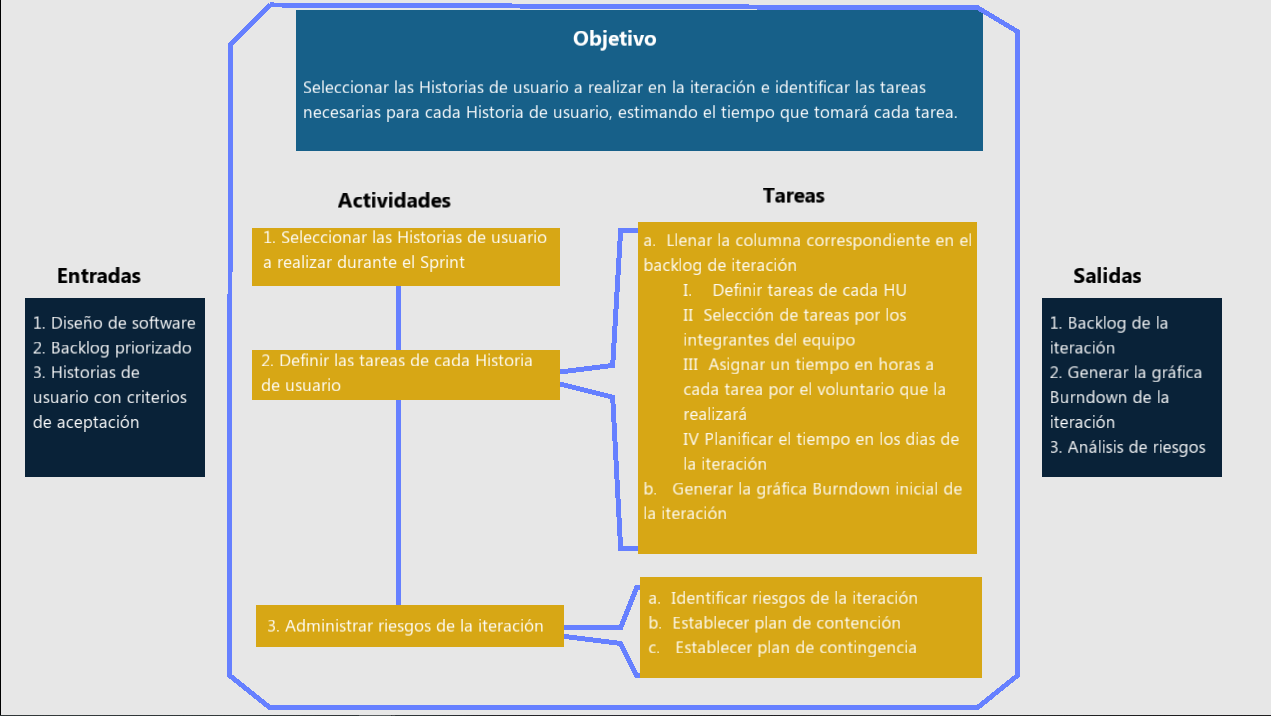 Objetivo
Seleccionar las Historias de usuario a realizar en la iteración e identificar las tareas
necesarias para cada Historia de usuario, estimando el tiempo que tomará cada tarea.
Entradas
1. Diseño de software
2. Backlog priorizado
3. Historias de
usuario con criterios
de aceptación
Actividades
1. Seleccionar las Historias de usuario
a realizar durante el Sprint
2. Definir las tareas de cada Historia
de usuario
3. Administrar riesgos de la iteración
Tareas
a. Llenar la columna correspondiente en el
backlog de iteración
I. Definir tareas de cada HU
II Selección de tareas por los
integrantes del equipo
III Asignar un tiempo en horas a
cada tarea por el voluntario que la
realizará
IV Planificar el tiempo en los dias de
la iteración
b. Generar la gráfica Burndown inicial de
la iteración
a. Identificar riesgos de la iteración
b. Establecer plan de contención
c. Establecer plan de contingencia
Salidas
1. Backlog de la
iteración
2. Generar la gráfica
Burndown de la
iteración
3. Análisis de riesgos